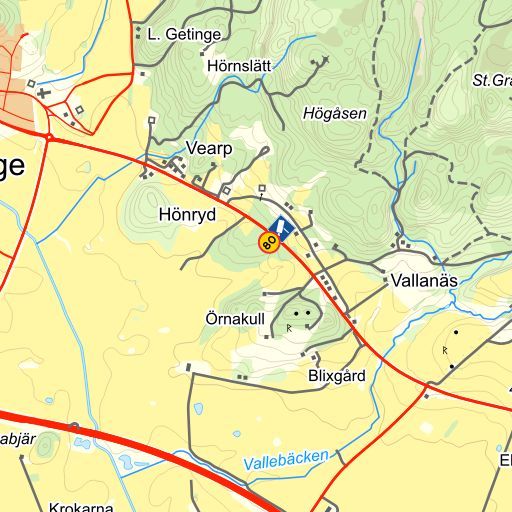 L. Getinge
Hörnslätt
St.Gra
Högåsen
Vearp
ge
Hönryd
80
Vallanäs
Örnakull
R
R
Blixgård
abjär
Vallebäcken
El
Krokarna